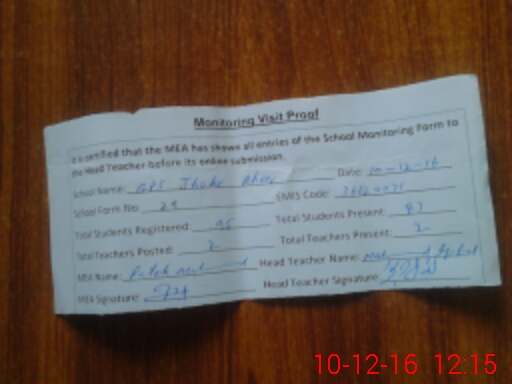 Monitoring Visit Proof
It is certified that the MEA has shown all entries of the School Monitoring Form to
the Head Teacher before its online submission.
School Name: GPS Jhoke Date: 10-12-16
School Form No: 29 EMIS Code:
Total Students Registered: 95 Total Students Present: 87
Total Teachers Posted: 2 Total Teachers Present: 2
MEA Name: Head Teacher Name:
MEA Signature: Head Teacher Signature:
10-12-16 12:15